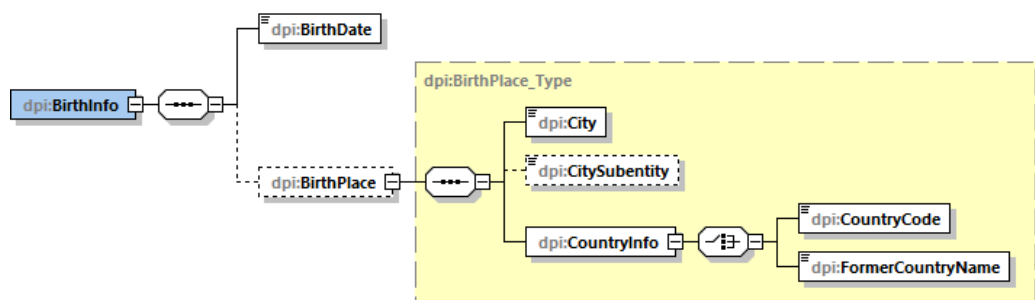 dpi:BirthDate
dpi:BirthPlace_Type
dpi:BirthInfo
dpi:City
dpi:CitySubentity
dpi:BirthPlace
dpi:CountryCode
dpi:CountryInfo
dpi:FormerCountryName